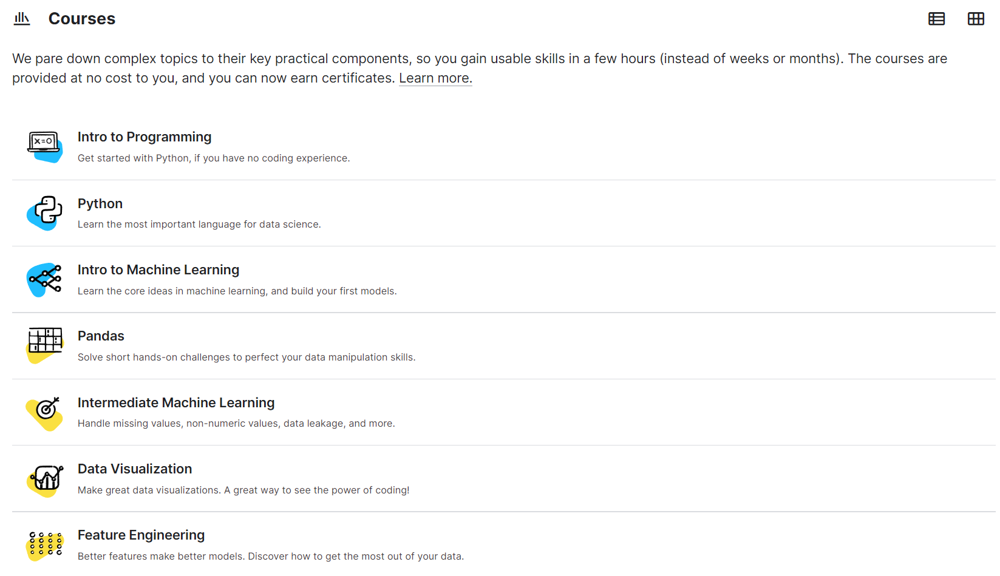 Courses
We pare down complex topics to their key practical components, so you gain usable skills in a few hours (instead of weeks or months). The courses are
provided at no cost to you, and you can now earn certificates. Learn more.
x=0
Intro to Programming
Get started with Python, if you have no coding experience.
Python
Learn the most important language for data science.
Intro to Machine Learning
Learn the core ideas in machine learning, and build your first models.
Pandas
Solve short hands-on challenges to perfect your data manipulation skills.
Intermediate Machine Learning
Handle missing values, non-numeric values, data leakage, and more.
Data Visualization
Make great data visualizations. A great way to see the power of coding!
Feature Engineering
Better features make better models. Discover how to get the most out of your data.